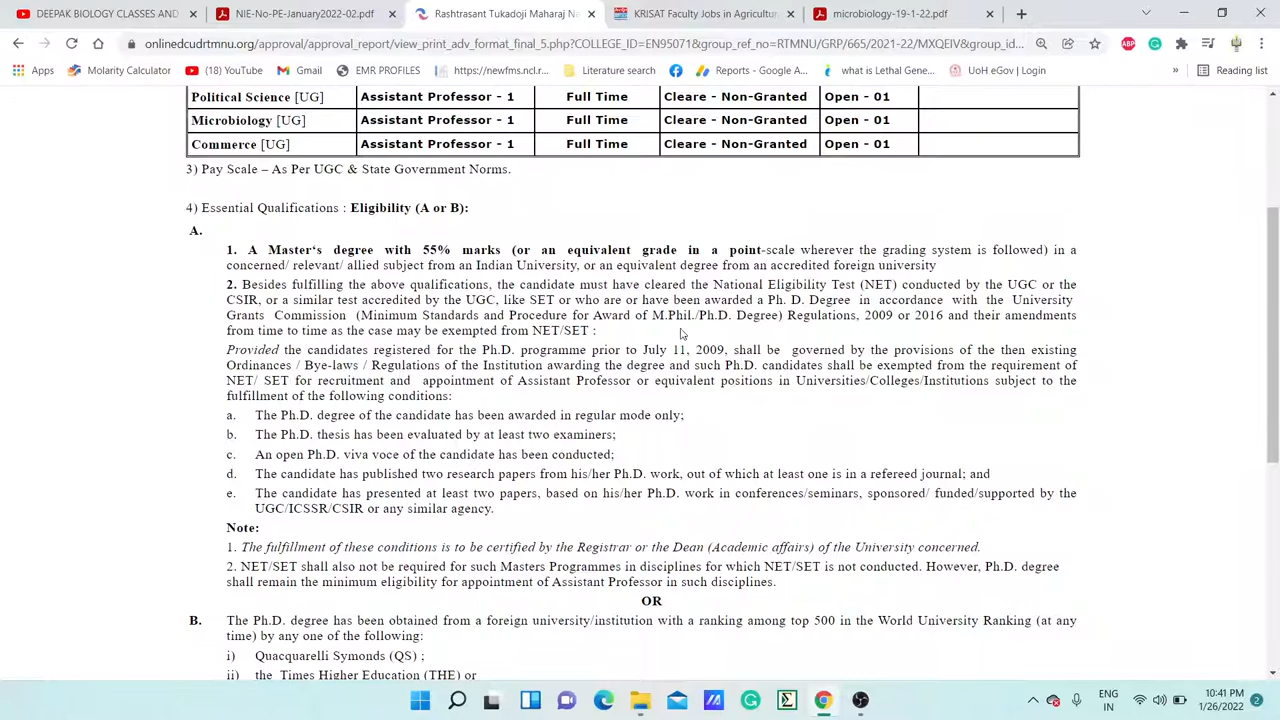 DEEPAK BIOLOGY CLASSES AND
NIE-No-PE-January2022-02.pdf
Rashtrasant Tukadoji Maharaj Na
KRISAT Faculty Jobs in Agricultur
microbiology-19-1-22.pdf
onlinedcudrtmnu.org/approval/approval_report/view_print_adv_format_final_5.php?COLLEGE_ID=EN95071&group_ref_no=RTMNU/GRP/665/2021-22/MXQEIV&group_id...
Apps
Molarity Calculator
(18) YouTube
Gmail
EMR PROFILES
https://newfms.ncl.r...
Literature search
Reports - Google A...
what is Lethal Gene...
UoH eGov | Login
»
Reading list
Political Science [UG] Assistant Professor - 1 Full Time Cleare - Non-Granted Open - 01
Microbiology [UG] Assistant Professor - 1 Full Time Cleare - Non-Granted Open - 01
Commerce [UG] Assistant Professor - 1 Full Time Cleare - Non-Granted Open - 01
3) Pay Scale – As Per UGC & State Government Norms.
4) Essential Qualifications : Eligibility (A or B):
A.
1. A Master‘s degree with 55% marks (or an equivalent grade in a point-scale wherever the grading system is followed) in a
concerned/ relevant/ allied subject from an Indian University, or an equivalent degree from an accredited foreign university
2. Besides fulfilling the above qualifications, the candidate must have cleared the National Eligibility Test (NET) conducted by the UGC or the
CSIR, or a similar test accredited by the UGC, like SET or who are or have been awarded a Ph. D. Degree in accordance with the University
Grants Commission (Minimum Standards and Procedure for Award of M.Phil./Ph.D. Degree) Regulations, 2009 or 2016 and their amendments
from time to time as the case may be exempted from NET/SET :
Provided the candidates registered for the Ph.D. programme prior to July 11, 2009, shall be governed by the provisions of the then existing
Ordinances / Bye-laws / Regulations of the Institution awarding the degree and such Ph.D. candidates shall be exempted from the requirement of
NET/ SET for recruitment and appointment of Assistant Professor or equivalent positions in Universities/Colleges/Institutions subject to the
fulfillment of the following conditions:
a. The Ph.D. degree of the candidate has been awarded in regular mode only;
b. The Ph.D. thesis has been evaluated by at least two examiners;
c. An open Ph.D. viva voce of the candidate has been conducted;
d. The candidate has published two research papers from his/her Ph.D. work, out of which at least one is in a refereed journal; and
e. The candidate has presented at least two papers, based on his/her Ph.D. work in conferences/seminars, sponsored/ funded/supported by the
UGC/ICSSR/CSIR or any similar agency.
Note:
1. The fulfillment of these conditions is to be certified by the Registrar or the Dean (Academic affairs) of the University concerned.
2. NET/SET shall also not be required for such Masters Programmes in disciplines for which NET/SET is not conducted. However, Ph.D. degree
shall remain the minimum eligibility for appointment of Assistant Professor in such disciplines.
OR
B. The Ph.D. degree has been obtained from a foreign university/institution with a ranking among top 500 in the World University Ranking (at any
time) by any one of the following:
i) Quacquarelli Symonds (QS) ;
ii) the Times Higher Education (THE) or
ENG
IN
10:41 PM
1/26/2022
2